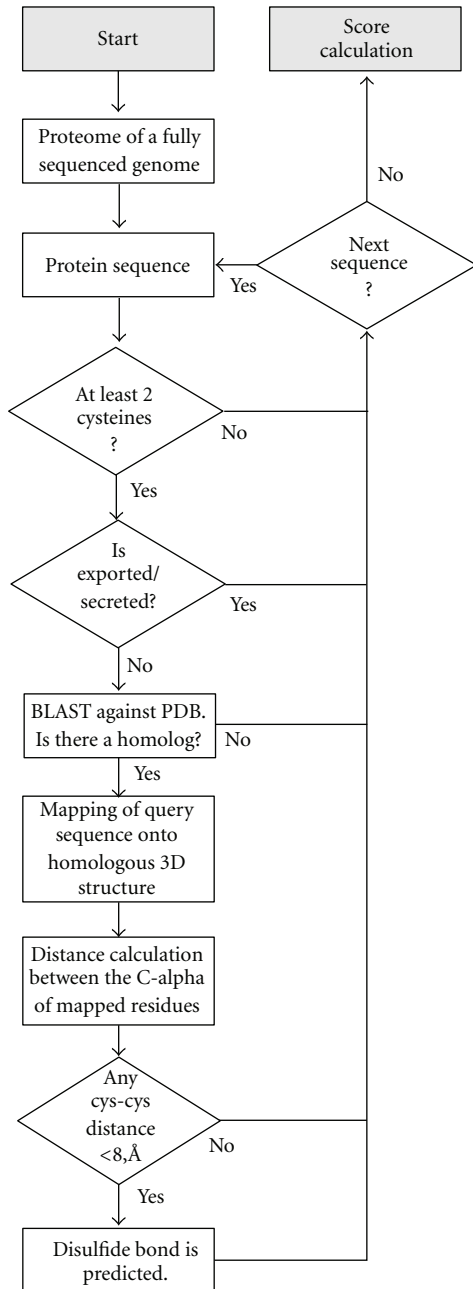 Start
Score
calculation
Proteome of a fully
sequenced genome
No
Protein sequence
Yes
Next
sequence
?
At least 2
cysteines
?
No
Yes
Is
exported/
secreted?
Yes
No
BLAST against PDB.
Is there a homolog?
No
Yes
Mapping of query
sequence onto
homologous 3D
structure
Distance calculation
between the C-alpha
of mapped residues
Any
cys-cys
distance
<8,Å
No
Yes
Disulfide bond is
predicted.